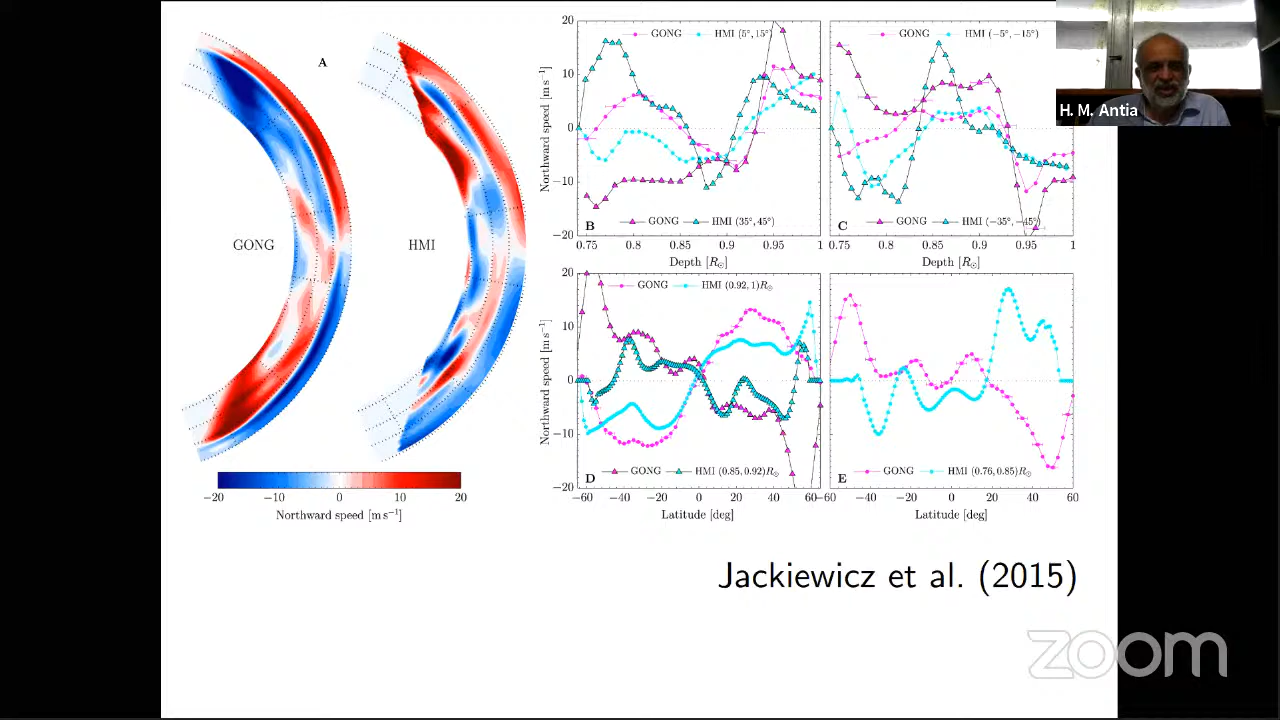 A
GONG
HMI
−20
−10
0
10
20
Northward speed [m s⁻¹]
20
10
0
−10
−20
Northward speed [m s⁻¹]
GONG HMI (5°, 15°)
B
GONG HMI (35°, 45°)
0.75 0.8 0.85 0.9 0.95 1
Depth [R☉]
GONG HMI (−5°, −15°)
C
GONG HMI (−35°, −45°)
0.75 0.8 0.85 0.9 0.95 1
Depth [R☉]
20
10
0
−10
−20
Northward speed [m s⁻¹]
GONG HMI (0.92, 1)R☉
D
GONG HMI (0.85, 0.92)R☉
−60 −40 −20 0 20 40 60
Latitude [deg]
E
GONG HMI (0.76, 0.85)R☉
−60 −40 −20 0 20 40 60
Latitude [deg]
H. M. Antia
Jackiewicz et al. (2015)
zoom